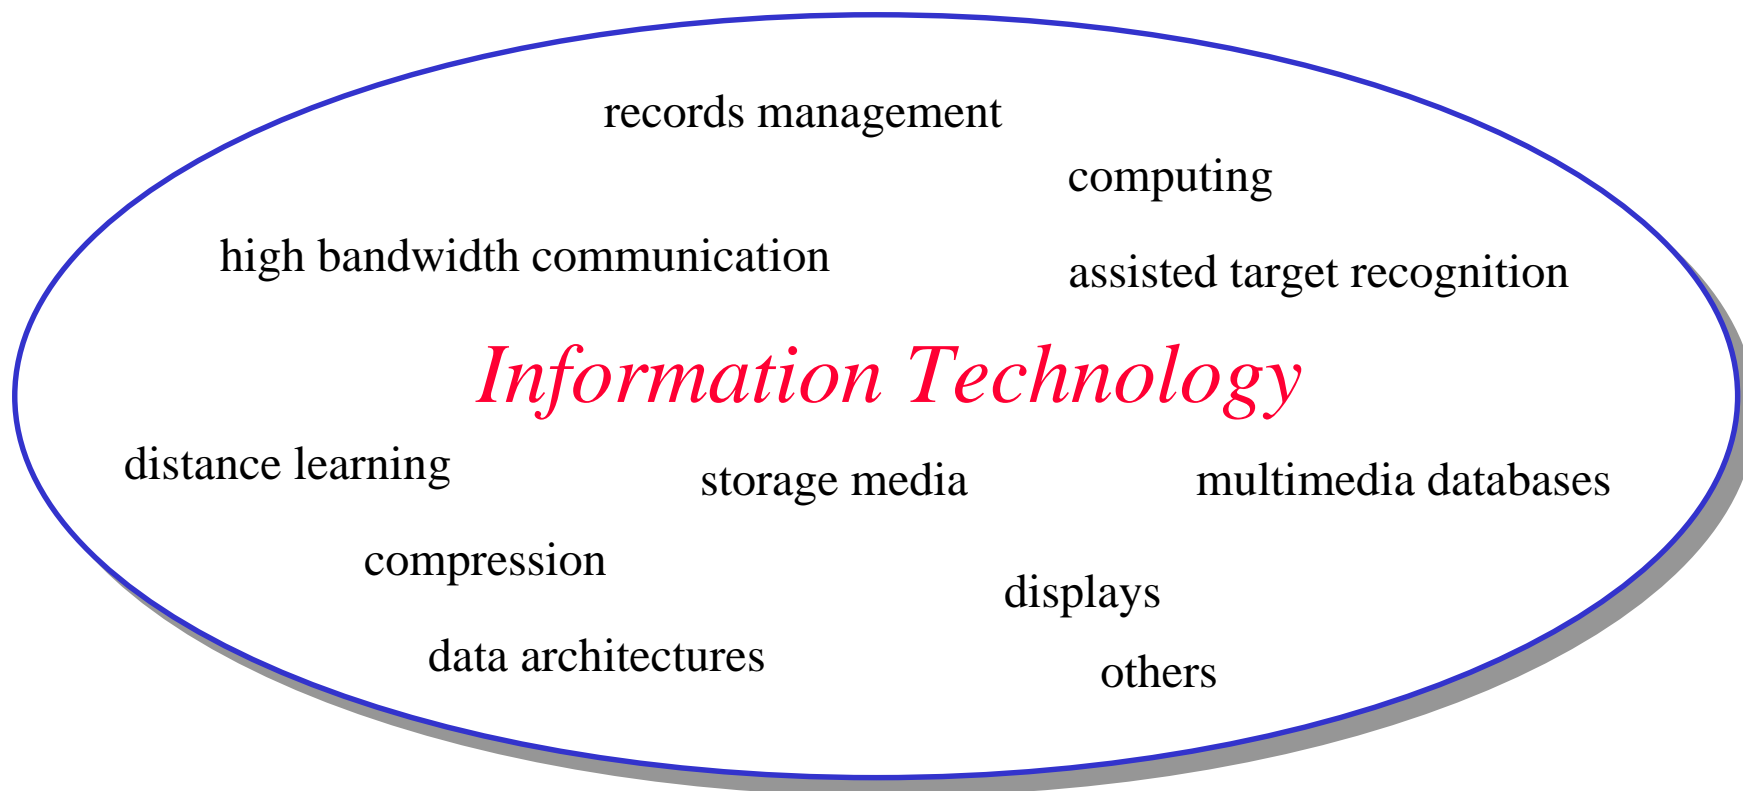 records management
computing
high bandwidth communication
assisted target recognition
Information Technology
distance learning
storage media
multimedia databases
compression
displays
data architectures
others